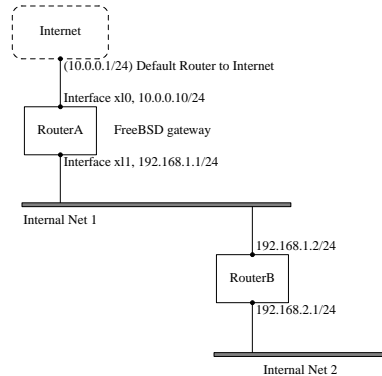 Internet
(10.0.0.1/24) Default Router to Internet
Interface xl0, 10.0.0.10/24
RouterA
FreeBSD gateway
Interface xl1, 192.168.1.1/24
Internal Net 1
192.168.1.2/24
RouterB
192.168.2.1/24
Internal Net 2